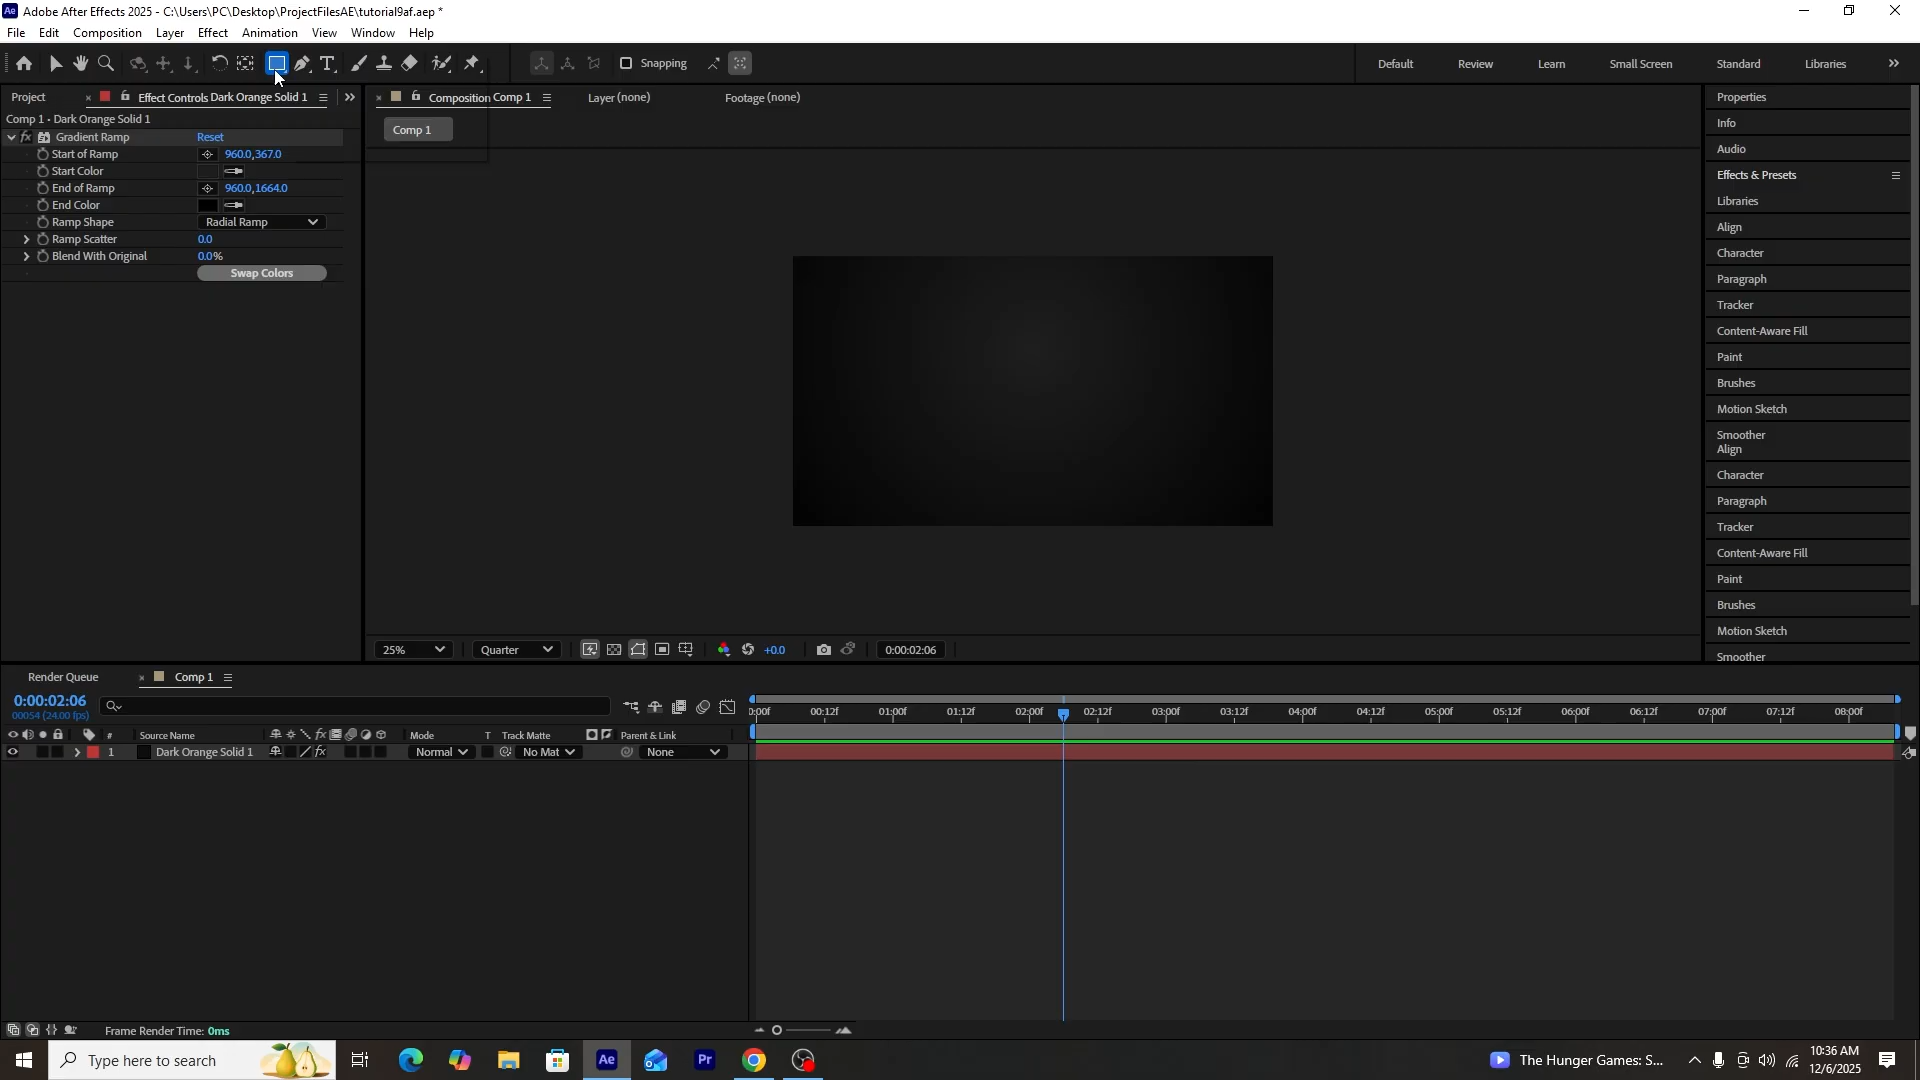 Adobe After Effects 2025 - C:\Users\PC\Desktop\ProjectFilesAE\tutorial9af.aep *
File Edit Composition Layer Effect Animation View Window Help
Snapping Default Review Learn Small Screen Standard Libraries
Project Effect Controls Dark Orange Solid 1 Composition Comp 1 Layer (none) Footage (none)
Comp 1 • Dark Orange Solid 1
Comp 1
Gradient Ramp Reset
Start of Ramp 960.0,367.0
Start Color
End of Ramp 960.0,1664.0
End Color
Ramp Shape Radial Ramp
Ramp Scatter 0.0
Blend With Original 0.0%
Swap Colors
Properties
Info
Audio
Effects & Presets
Libraries
Align
Character
Paragraph
Tracker
Content-Aware Fill
Paint
Brushes
Motion Sketch
Smoother
Align
Character
Paragraph
Tracker
Content-Aware Fill
Paint
Brushes
Motion Sketch
Smoother
25% Quarter +0.0 0:00:02:06
Render Queue Comp 1
0:00:02:06
00054 (24.00 fps)
0:00f 00:12f 01:00f 01:12f 02:00f 02:12f 03:00f 03:12f 04:00f 04:12f 05:00f 05:12f 06:00f 06:12f 07:00f 07:12f 08:00f
# Source Name Mode T Track Matte Parent & Link
1 Dark Orange Solid 1 Normal No Mat None
Frame Render Time: 0ms
Type here to search
The Hunger Games: S...
10:36 AM
12/6/2025